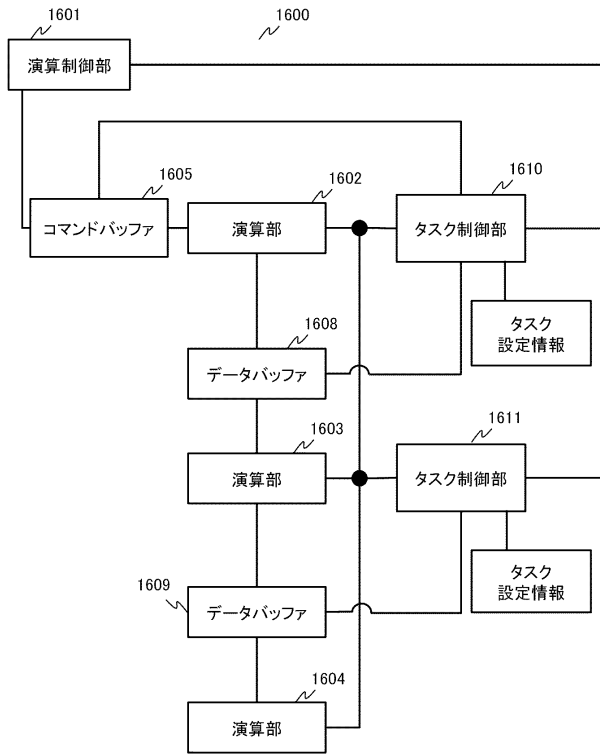 1601
1600
演算制御部
1605
1602
1610
コマンドバッファ
演算部
タスク制御部
1608
タスク
設定情報
データバッファ
1603
1611
演算部
タスク制御部
1609
タスク
設定情報
データバッファ
1604
演算部